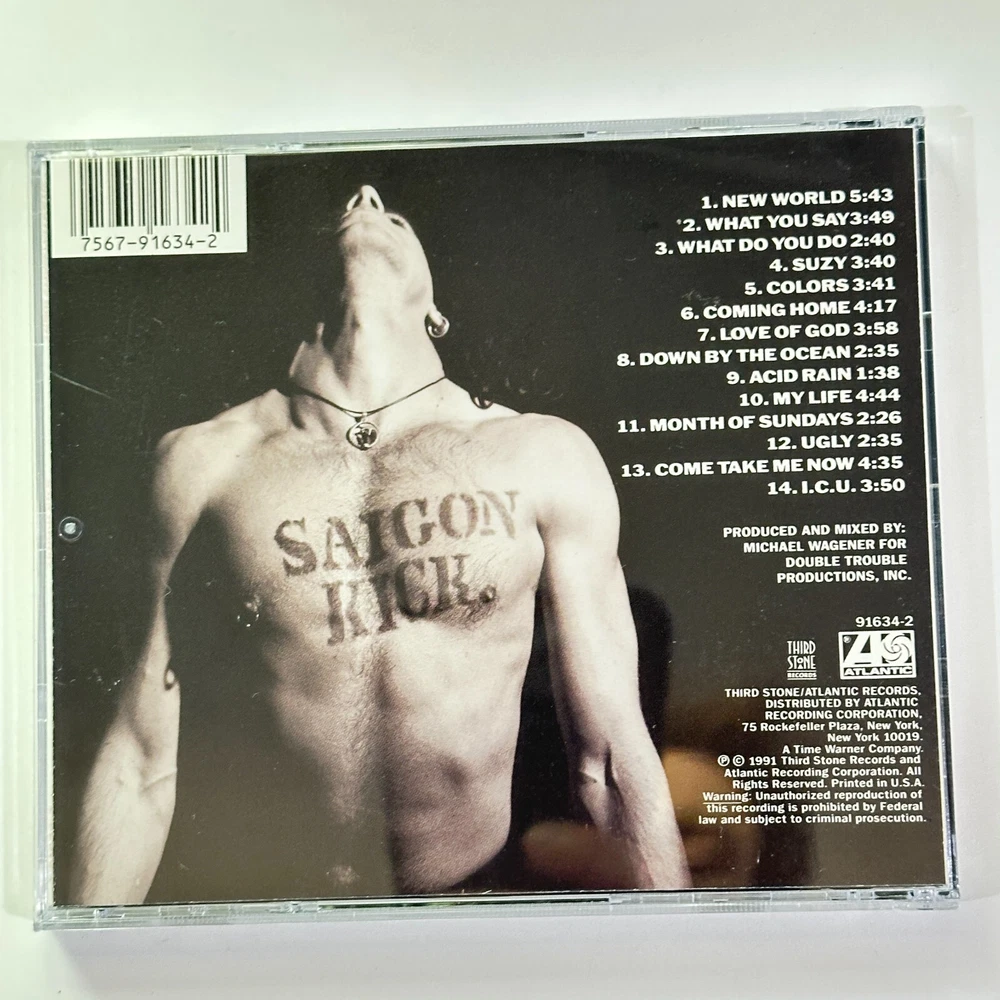 7567-91634-2
1. NEW WORLD 5:43
2. WHAT YOU SAY 3:49
3. WHAT DO YOU DO 2:40
4. SUZY 3:40
5. COLORS 3:41
6. COMING HOME 4:17
7. LOVE OF GOD 3:58
8. DOWN BY THE OCEAN 2:35
9. ACID RAIN 1:38
10. MY LIFE 4:44
11. MONTH OF SUNDAYS 2:26
12. UGLY 2:35
13. COME TAKE ME NOW 4:35
14. I.C.U. 3:50
SAIGON
KICK.
PRODUCED AND MIXED BY:
MICHAEL WAGENER FOR
DOUBLE TROUBLE
PRODUCTIONS, INC.
91634-2
THIRD
STONE
RECORDS
ATLANTIC
THIRD STONE/ATLANTIC RECORDS,
DISTRIBUTED BY ATLANTIC
RECORDING CORPORATION,
75 Rockefeller Plaza, New York,
New York 10019.
A Time Warner Company.
℗ © 1991 Third Stone Records and
Atlantic Recording Corporation. All
Rights Reserved. Printed in U.S.A.
Warning: Unauthorized reproduction of
this recording is prohibited by Federal
law and subject to criminal prosecution.